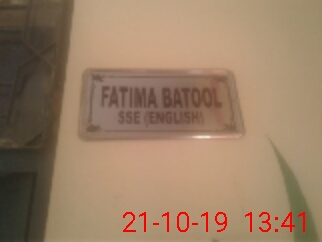 FATIMA BATOOL
SSE (ENGLISH)
21-10-19 13:41